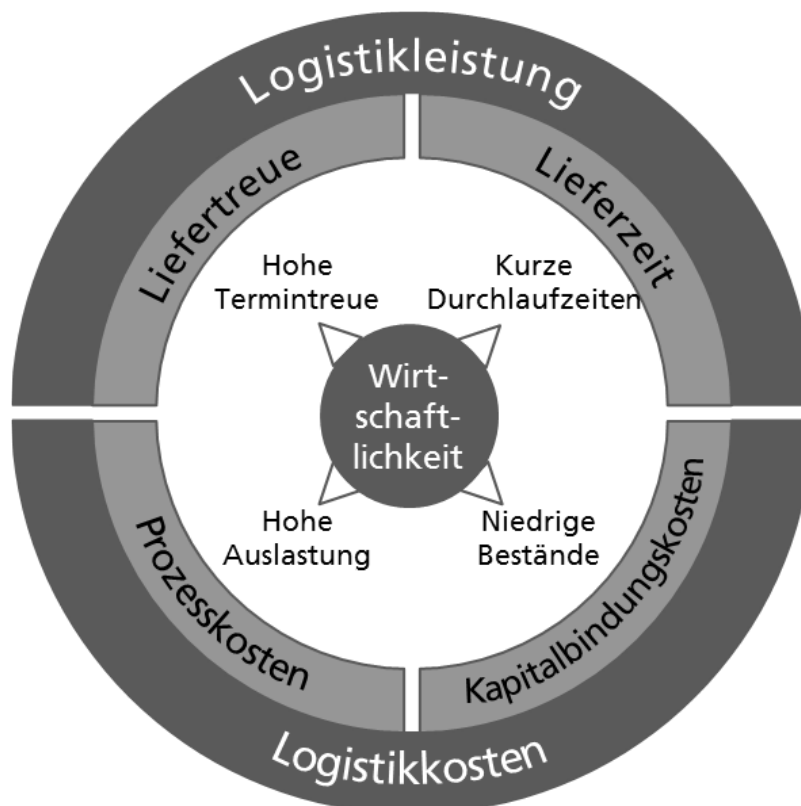 Logistikleistung
Liefertreue
Lieferzeit
Hohe
Termintreue
Kurze
Durchlaufzeiten
Wirt-
schaft-
lichkeit
Hohe
Auslastung
Niedrige
Bestände
Prozesskosten
Kapitalbindungskosten
Logistikkosten